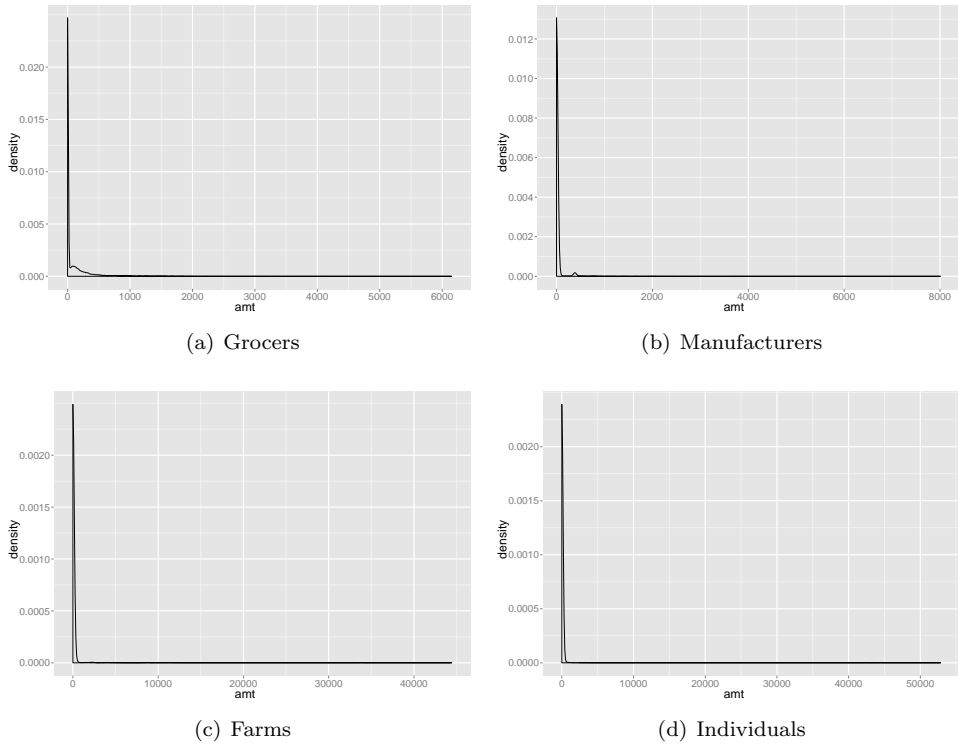 0.020
0.015
0.010
0.005
0.000
density
0 1000 2000 3000 4000 5000 6000
amt
(a) Grocers
0.012
0.010
0.008
0.006
0.004
0.002
0.000
density
0 2000 4000 6000 8000
amt
(b) Manufacturers
0.0020
0.0015
0.0010
0.0005
0.0000
density
0 10000 20000 30000 40000
amt
(c) Farms
0.0020
0.0015
0.0010
0.0005
0.0000
density
0 10000 20000 30000 40000 50000
amt
(d) Individuals